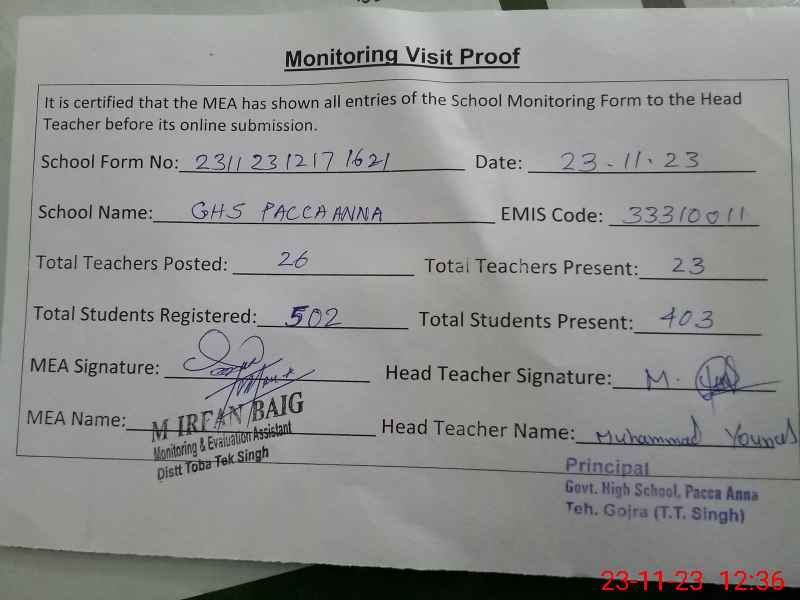 Monitoring Visit Proof
It is certified that the MEA has shown all entries of the School Monitoring Form to the Head
Teacher before its online submission.
School Form No: 2311 23 1217 1621 Date: 23-11-23
School Name: GHS PACCA ANNA EMIS Code: 33310011
Total Teachers Posted: 26 Total Teachers Present: 23
Total Students Registered: 502 Total Students Present: 403
MEA Signature: Head Teacher Signature: M.
MEA Name: M IRFAN BAIG Head Teacher Name: Muhammad Younas
Monitoring & Evaluation Assistant
Distt Toba Tek Singh
Principal
Govt. High School, Pacca Anna
Teh. Gojra (T.T. Singh)
23-11-23 12:36